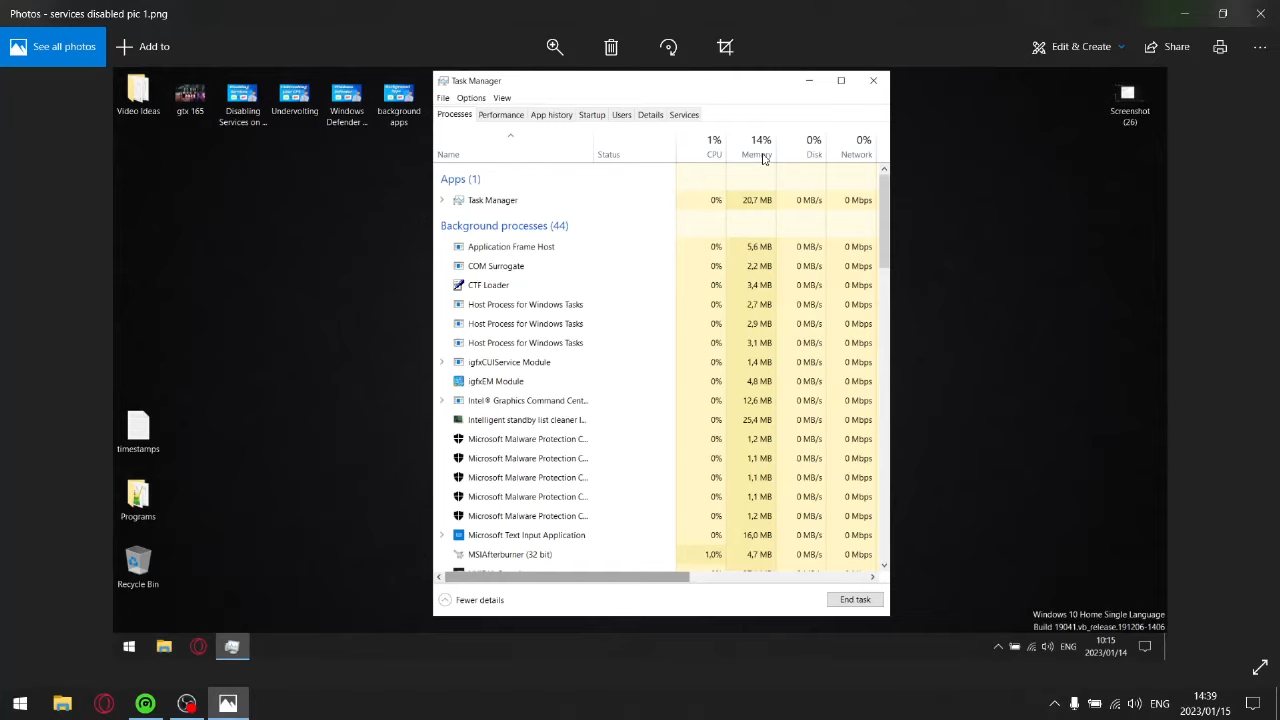 Photos - services disabled pic 1.png
See all photos
Add to
Edit & Create
Share
Video Ideas
gtx 165
Disabling Services on ...
Undervolting
Windows Defender ...
background apps
Screenshot (26)
timestamps
Programs
Recycle Bin
Task Manager
File Options View
Processes Performance App history Startup Users Details Services
1% 14% 0% 0%
Name Status CPU Memory Disk Network
Apps (1)
Task Manager 0% 20,7 MB 0 MB/s 0 Mbps
Background processes (44)
Application Frame Host 0% 5,6 MB 0 MB/s 0 Mbps
COM Surrogate 0% 2,2 MB 0 MB/s 0 Mbps
CTF Loader 0% 3,4 MB 0 MB/s 0 Mbps
Host Process for Windows Tasks 0% 2,7 MB 0 MB/s 0 Mbps
Host Process for Windows Tasks 0% 2,9 MB 0 MB/s 0 Mbps
Host Process for Windows Tasks 0% 3,1 MB 0 MB/s 0 Mbps
igfxCUIService Module 0% 1,4 MB 0 MB/s 0 Mbps
igfxEM Module 0% 4,8 MB 0 MB/s 0 Mbps
Intel® Graphics Command Cent... 0% 12,6 MB 0 MB/s 0 Mbps
Intelligent standby list cleaner I... 0% 25,4 MB 0 MB/s 0 Mbps
Microsoft Malware Protection C... 0% 1,2 MB 0 MB/s 0 Mbps
Microsoft Malware Protection C... 0% 1,1 MB 0 MB/s 0 Mbps
Microsoft Malware Protection C... 0% 1,1 MB 0 MB/s 0 Mbps
Microsoft Malware Protection C... 0% 1,1 MB 0 MB/s 0 Mbps
Microsoft Malware Protection C... 0% 1,2 MB 0 MB/s 0 Mbps
Microsoft Text Input Application 0% 16,0 MB 0 MB/s 0 Mbps
MSIAfterburner (32 bit) 1,0% 4,7 MB 0 MB/s 0 Mbps
Fewer details
End task
Windows 10 Home Single Language
Build 19041.vb_release.191206-1406
ENG
10:15
2023/01/14
ENG
14:39
2023/01/15